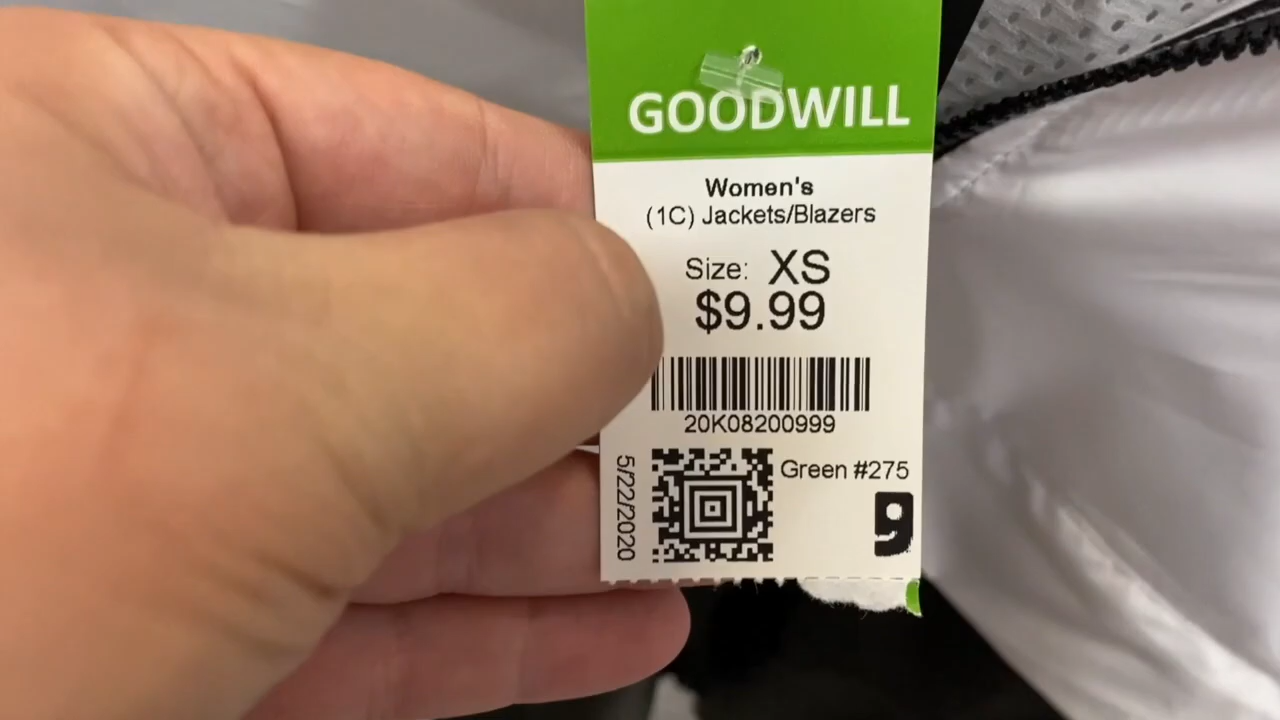 GOODWILL
Women's
(1C) Jackets/Blazers
Size: XS
$9.99
20K08200999
5/22/2020
Green #275